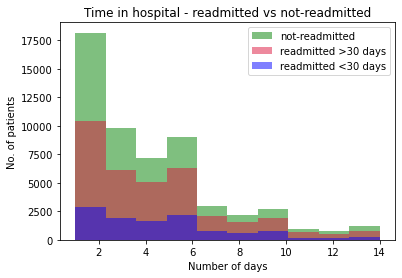 Time in hospital - readmitted vs not-readmitted
not-readmitted
readmitted >30 days
readmitted <30 days
17500
15000
12500
10000
7500
5000
2500
0
No. of patients
2 4 6 8 10 12 14
Number of days